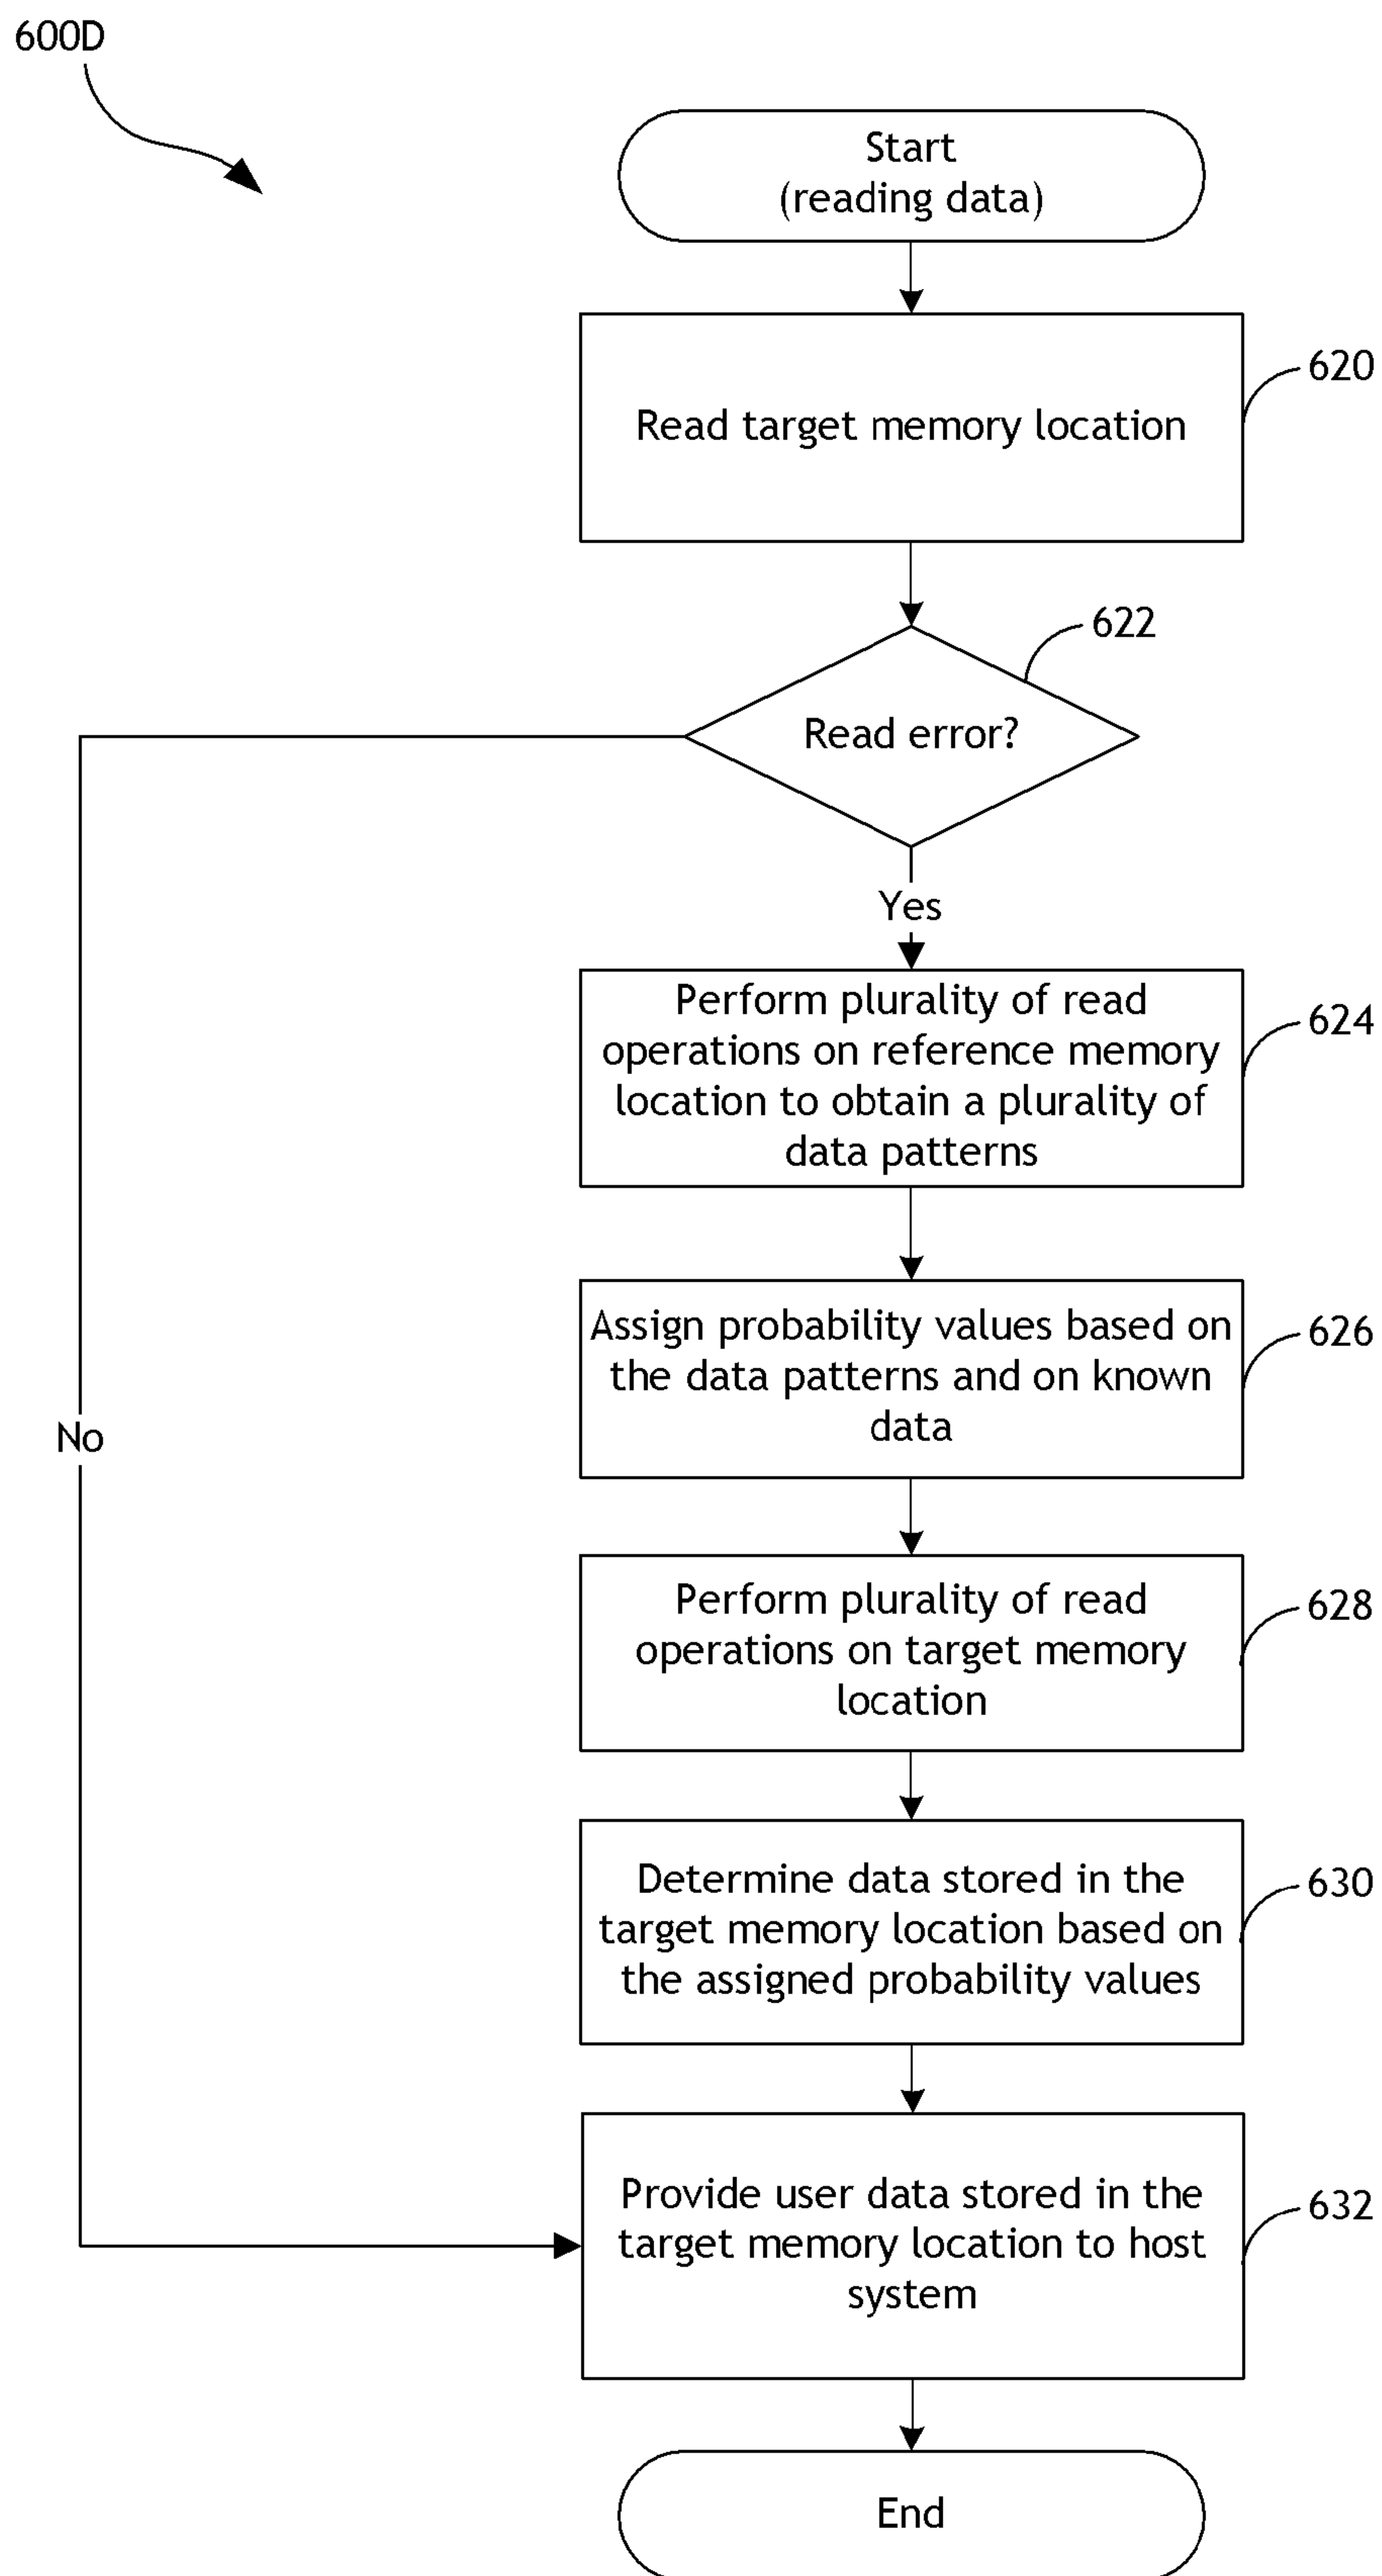 600D
Start
(reading data)
620
Read target memory location
622
Read error?
Yes
Perform plurality of read
operations on reference memory
location to obtain a plurality of
data patterns
624
Assign probability values based on
the data patterns and on known
data
626
No
Perform plurality of read
operations on target memory
location
628
Determine data stored in the
target memory location based on
the assigned probability values
630
Provide user data stored in the
target memory location to host
system
632
End